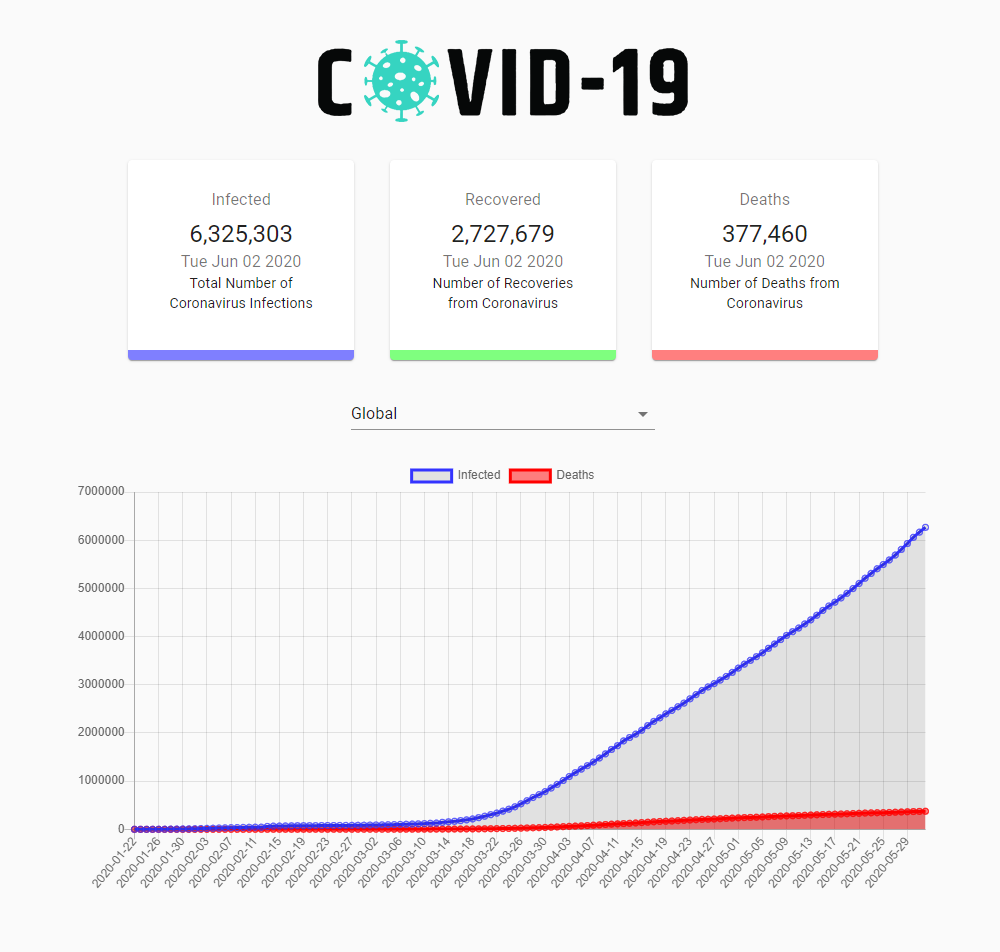 COVID-19
Infected
6,325,303
Tue Jun 02 2020
Total Number of
Coronavirus Infections
Recovered
2,727,679
Tue Jun 02 2020
Number of Recoveries
from Coronavirus
Deaths
377,460
Tue Jun 02 2020
Number of Deaths from
Coronavirus
Global
Infected Deaths
7000000
6000000
5000000
4000000
3000000
2000000
1000000
0
2020-01-22
2020-01-26
2020-01-30
2020-02-03
2020-02-07
2020-02-11
2020-02-15
2020-02-19
2020-02-23
2020-02-27
2020-03-02
2020-03-06
2020-03-10
2020-03-14
2020-03-18
2020-03-22
2020-03-26
2020-03-30
2020-04-03
2020-04-07
2020-04-11
2020-04-15
2020-04-19
2020-04-23
2020-04-27
2020-05-01
2020-05-05
2020-05-09
2020-05-13
2020-05-17
2020-05-21
2020-05-25
2020-05-29